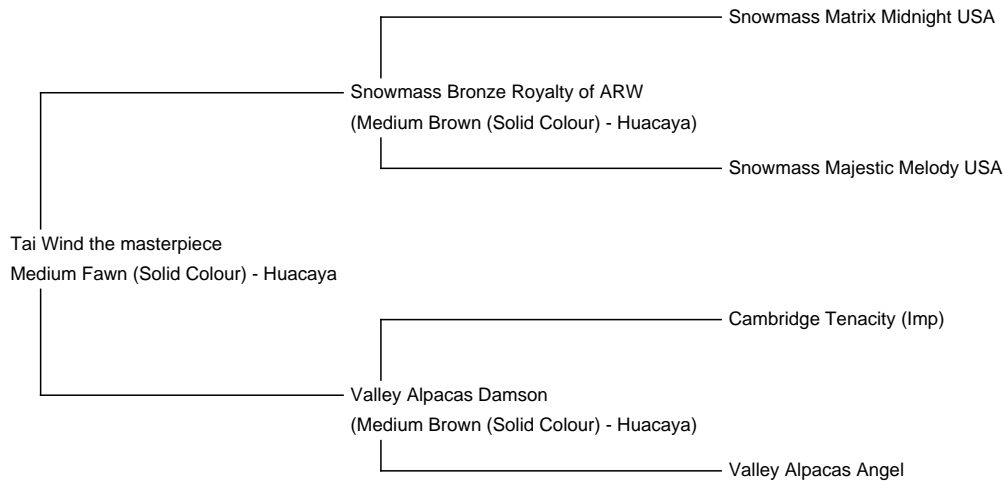 Snowmass Matrix Midnight USA
Snowmass Bronze Royalty of ARW
(Medium Brown (Solid Colour) - Huacaya)
Snowmass Majestic Melody USA
Tai Wind the masterpiece
Medium Fawn (Solid Colour) - Huacaya
Cambridge Tenacity (Imp)
Valley Alpacas Damson
(Medium Brown (Solid Colour) - Huacaya)
Valley Alpacas Angel